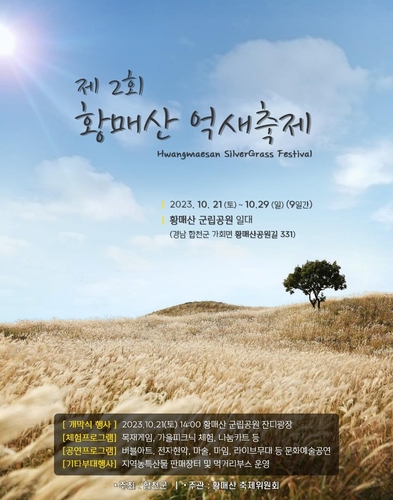 제 2회
황매산 억새축제
Hwangmaesan SilverGrass Festival
2023. 10. 21 (토) ~ 10.29 (일) (9일간)
황매산 군립공원 일대
(경남 합천군 가회면 황매산공원길 331)
[ 개막식 행사 ] 2023.10.21(토) 14:00 황매산 군립공원 잔디광장
[체험프로그램] 목재게임, 가을피크닉 체험, 나눔카트 등
[공연프로그램] 버블아트, 전자현악, 마술, 마임, 라이브무대 등 문화예술공연
[기타부대행사] 지역농특산물 판매장터 및 먹거리부스 운영
• 주최 : 합천군 | • 주관 : 황매산 축제위원회